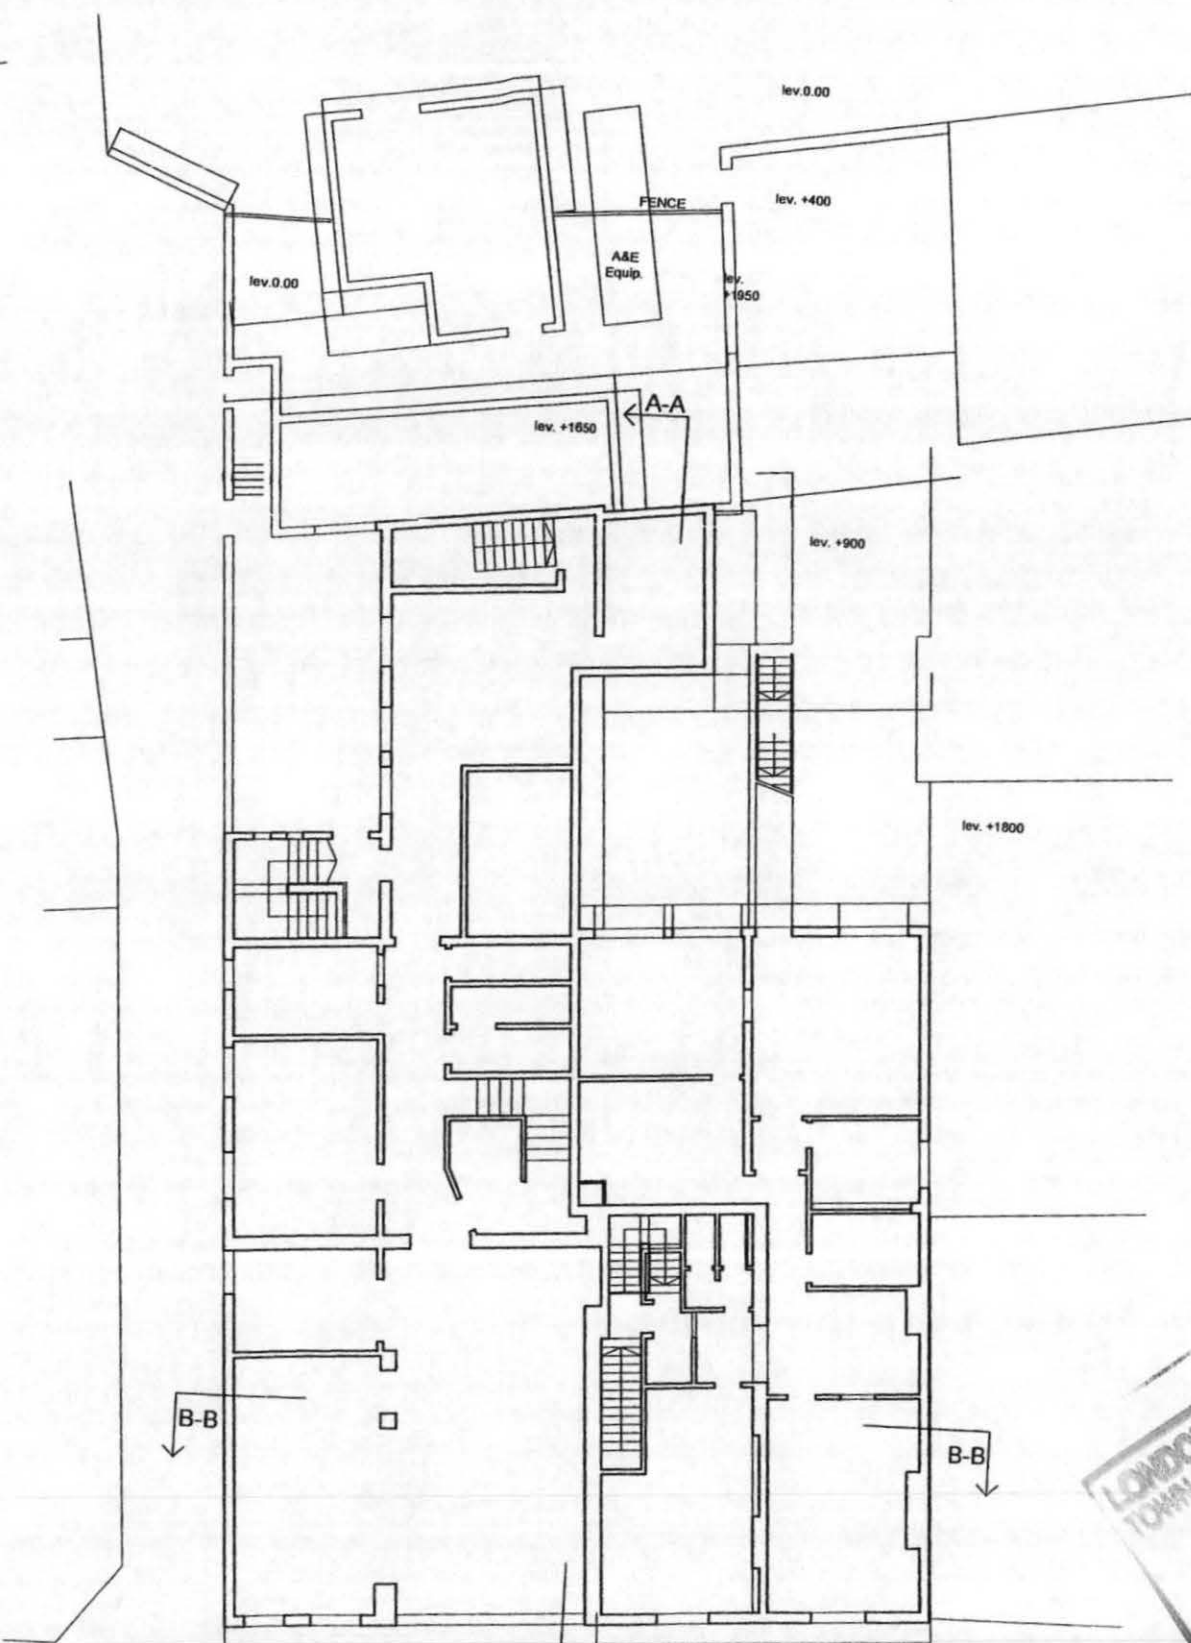 lev.0.00
lev. +400
FENCE
A&E
Equip.
lev.0.00
lev.
+1950
A-A
lev. +1650
lev. +900
lev. +1800
B-B
B-B